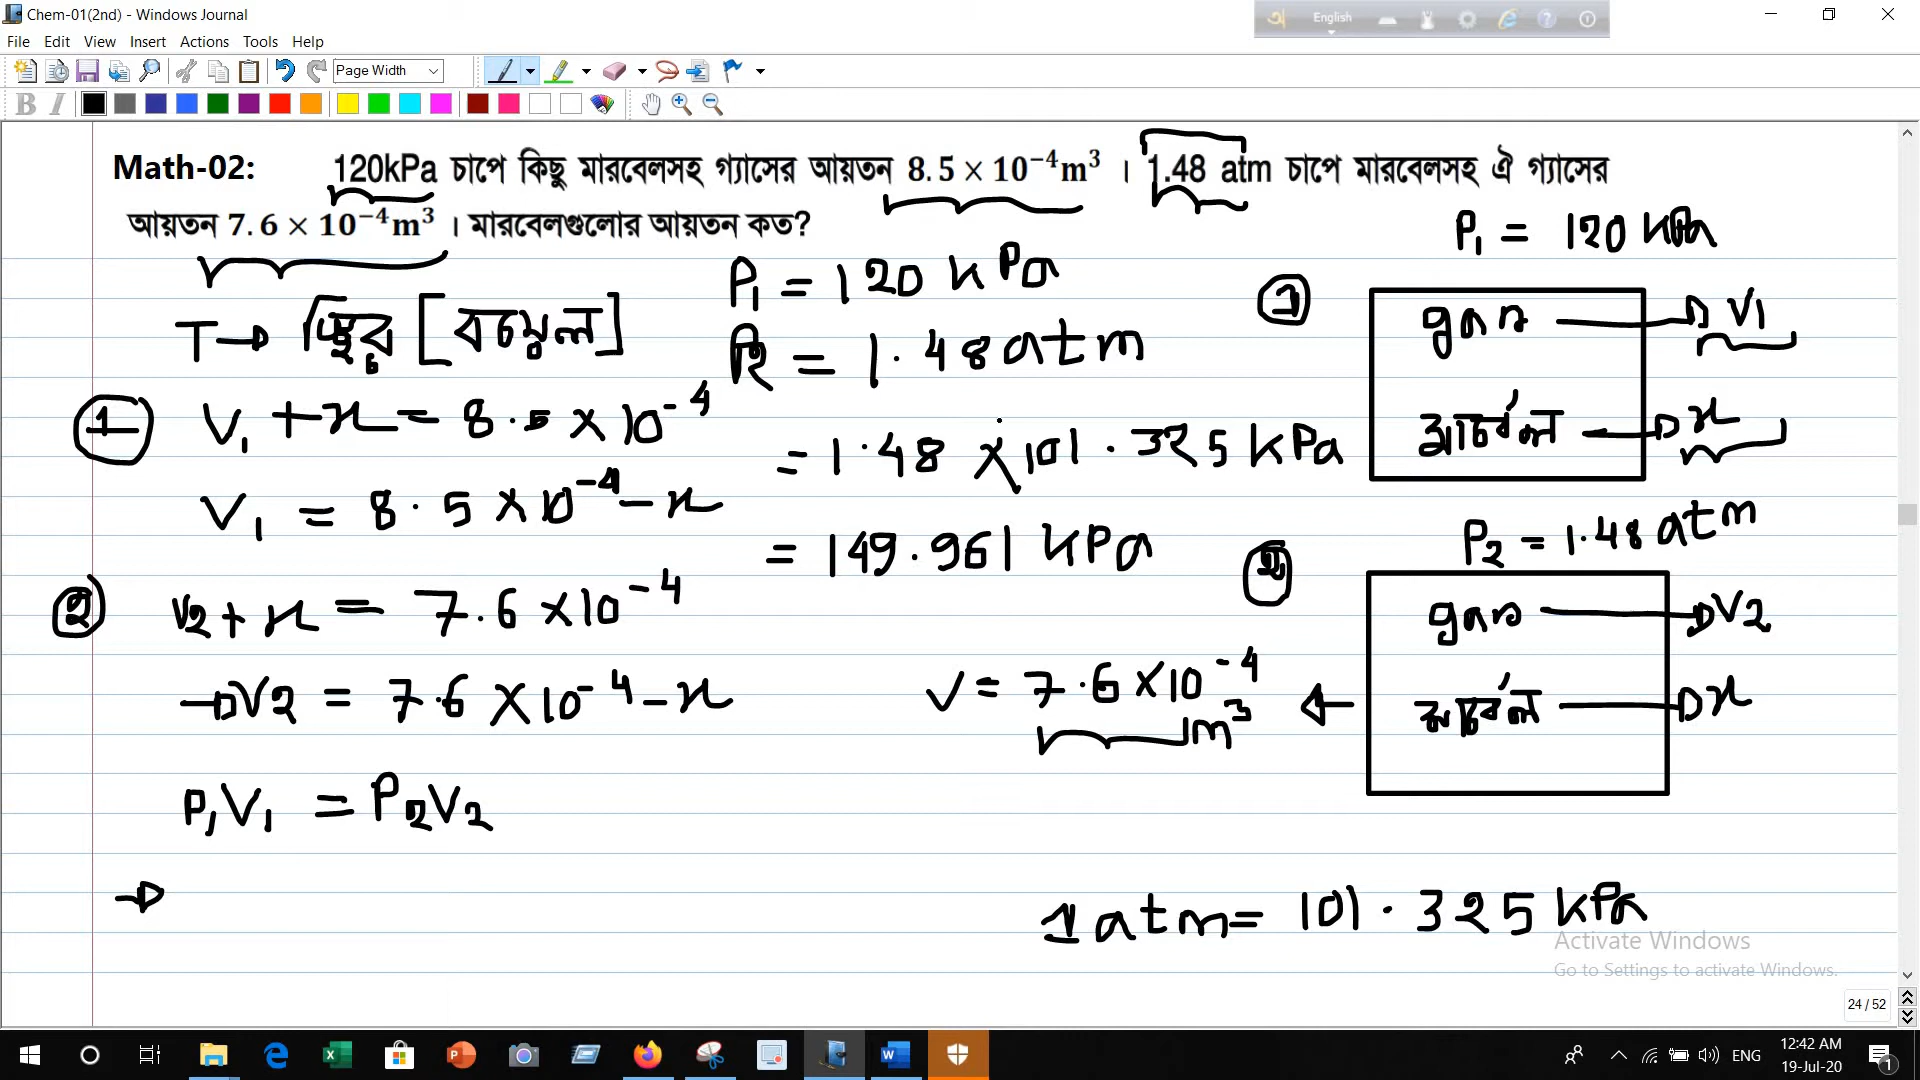 Chem-01(2nd) - Windows Journal
English
File Edit View Insert Actions Tools Help
Page Width
B I
Math-02: 120kPa চাপে কিছু মারবেলসহ গ্যাসের আয়তন 8.5 × 10⁻⁴m³ । 1.48 atm চাপে মারবেলসহ ঐ গ্যাসের
আয়তন 7.6 × 10⁻⁴m³ । মারবেলগুলোর আয়তন কত?
P₁ = 120 kPa
P₁ = 120 kPa
T → স্থির [বয়েল]
P₂ = 1.48 atm
1
gas → V1
মার্বেল → x
1 V₁ + x = 8.5 × 10⁻⁴
= 1.48 × 101.325 kPa
V₁ = 8.5 × 10⁻⁴ - x
= 149.961 kPa
P₂ = 1.48 atm
2
gas → V2
মার্বেল → x
2 V2 + x = 7.6 × 10⁻⁴
→ V2 = 7.6 × 10⁻⁴ - x
V = 7.6 × 10⁻⁴
m³
P₁V₁ = P₂V₂
→
1 atm = 101.325 kPa
Activate Windows
Go to Settings to activate Windows.
24 / 52
12:42 AM
ENG
19-Jul-20
1